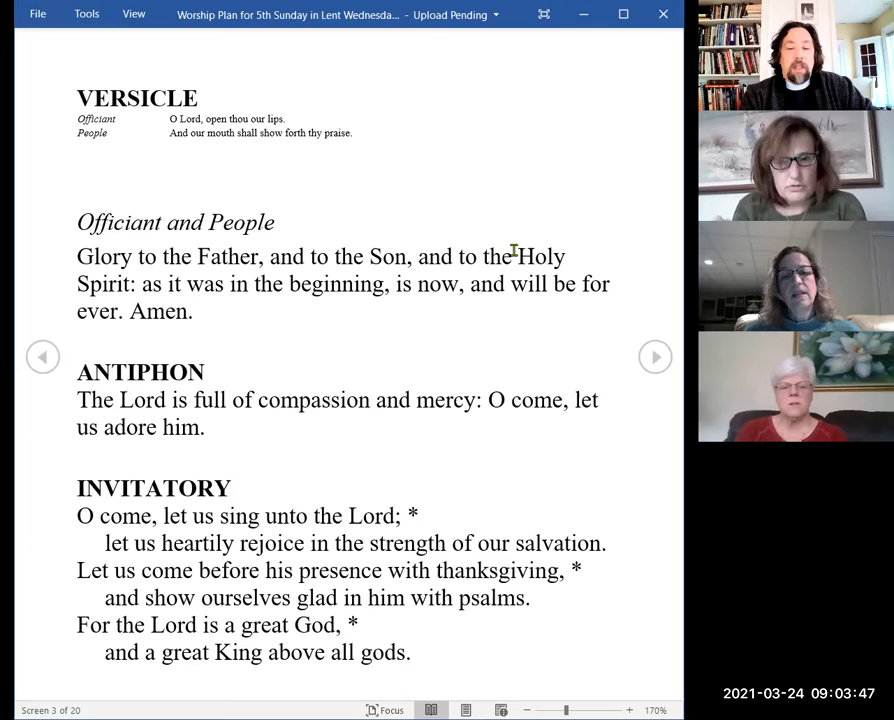 File Tools View Worship Plan for 5th Sunday in Lent Wednesda... - Upload Pending
VERSICLE
Officiant O Lord, open thou our lips.
People And our mouth shall show forth thy praise.
Officiant and People
Glory to the Father, and to the Son, and to the Holy
Spirit: as it was in the beginning, is now, and will be for
ever. Amen.
ANTIPHON
The Lord is full of compassion and mercy: O come, let
us adore him.
INVITATORY
O come, let us sing unto the Lord; *
let us heartily rejoice in the strength of our salvation.
Let us come before his presence with thanksgiving, *
and show ourselves glad in him with psalms.
For the Lord is a great God, *
and a great King above all gods.
Screen 3 of 20 Focus 170%
2021-03-24 09:03:47